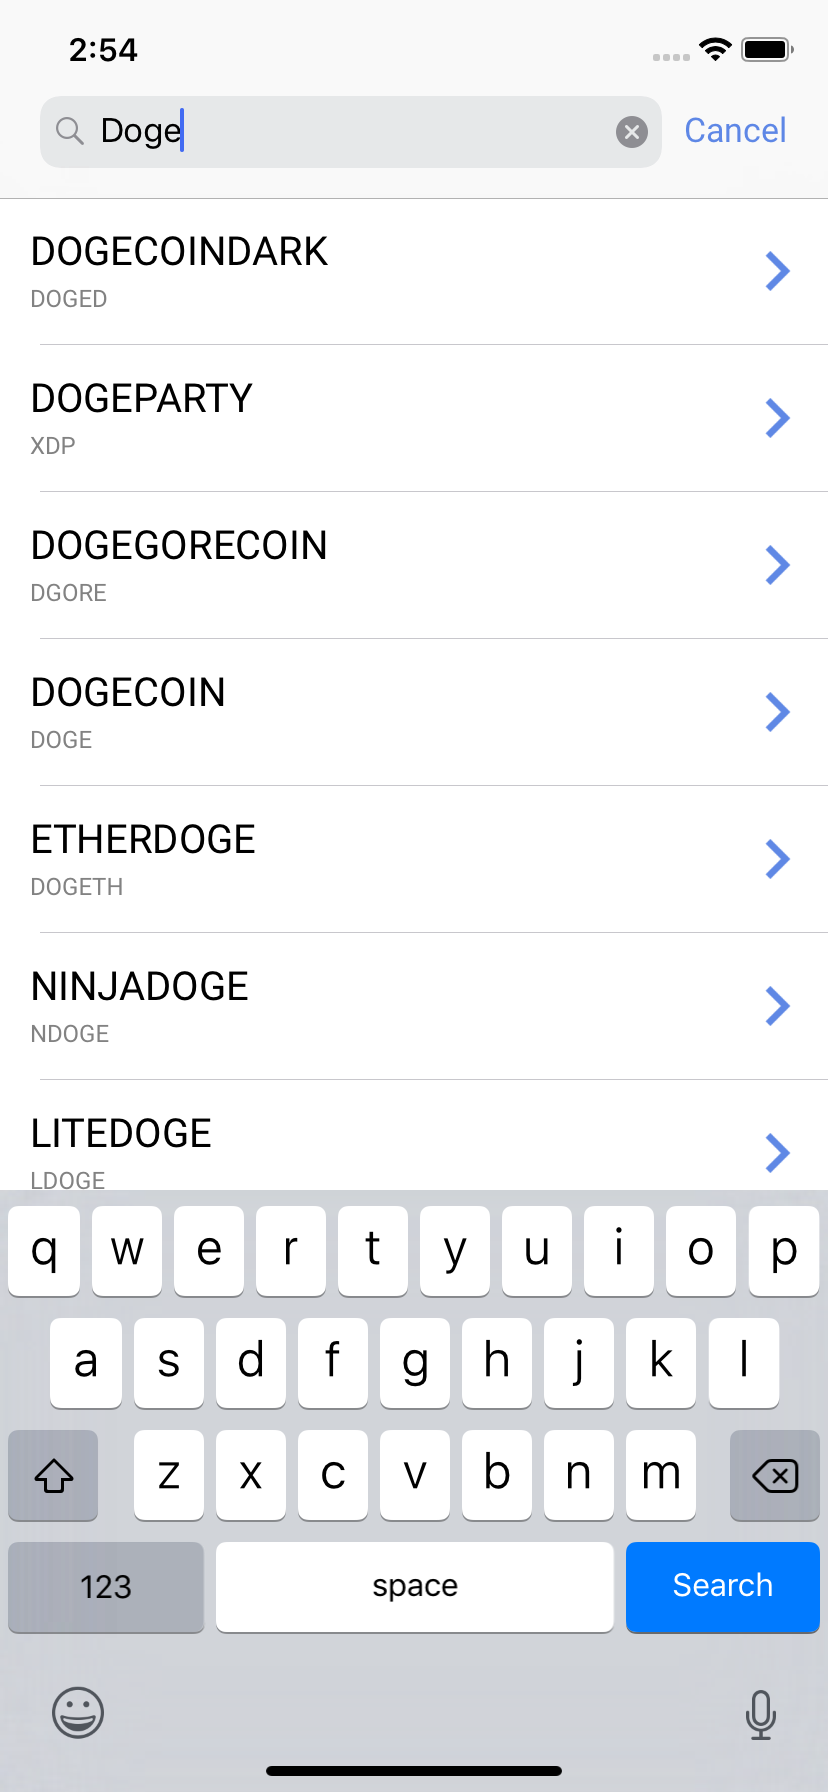 2:54
Doge
Cancel
DOGECOINDARK
DOGED
DOGEPARTY
XDP
DOGEGORECOIN
DGORE
DOGECOIN
DOGE
ETHERDOGE
DOGETH
NINJADOGE
NDOGE
LITEDOGE
LDOGE
q w e r t y u i o p
a s d f g h j k l
z x c v b n m
123 space Search